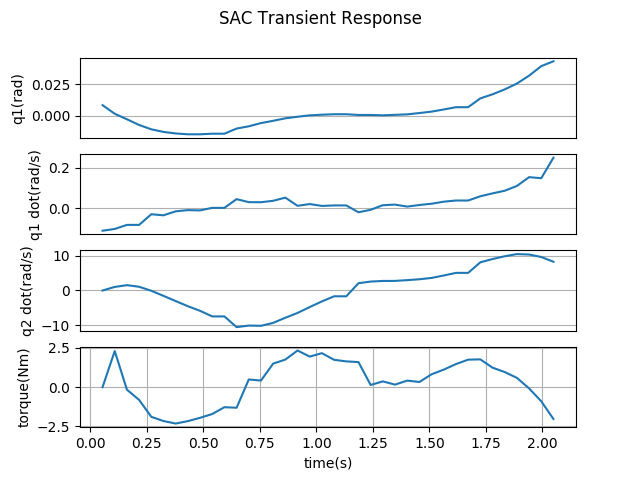 SAC Transient Response
q1(rad)
0.025
0.000
q1 dot(rad/s)
0.2
0.0
q2 dot(rad/s)
10
0
−10
torque(Nm)
2.5
0.0
−2.5
0.00 0.25 0.50 0.75 1.00 1.25 1.50 1.75 2.00
time(s)